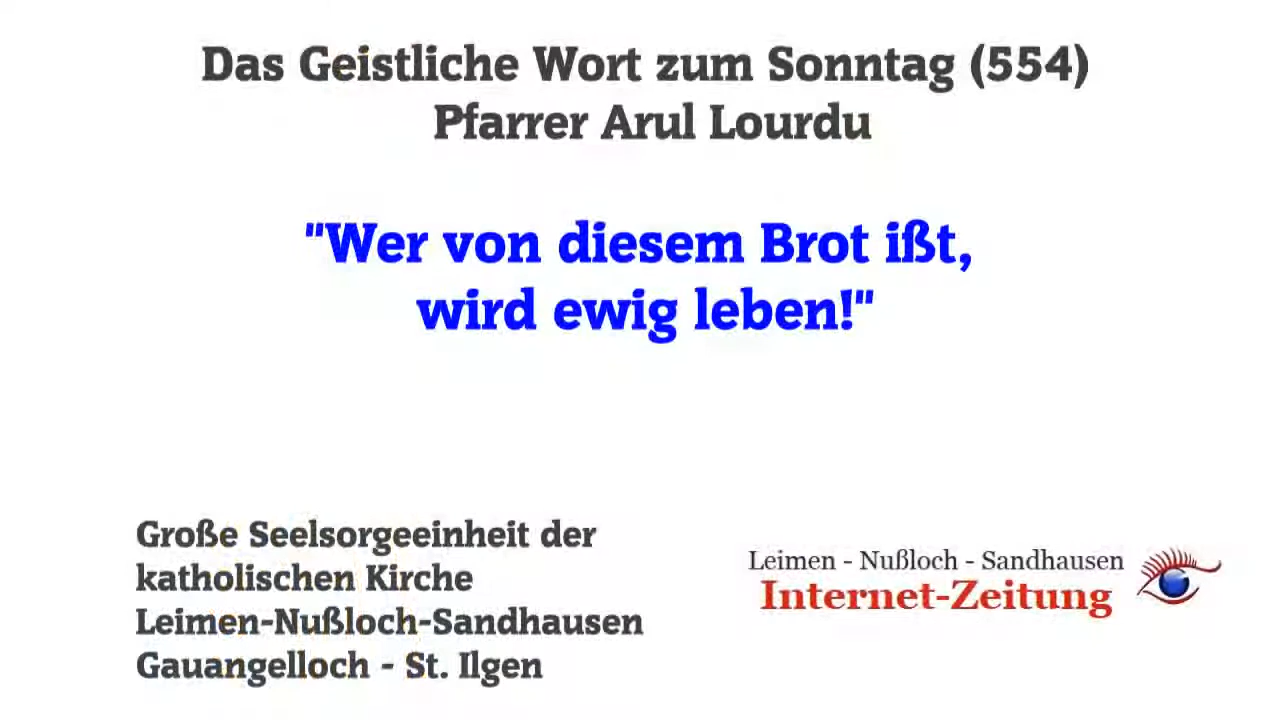 Das Geistliche Wort zum Sonntag (554)
Pfarrer Arul Lourdu
"Wer von diesem Brot ißt,
wird ewig leben!"
Große Seelsorgeeinheit der
katholischen Kirche
Leimen-Nußloch-Sandhausen
Gauangelloch - St. Ilgen
Leimen - Nußloch - Sandhausen
Internet-Zeitung